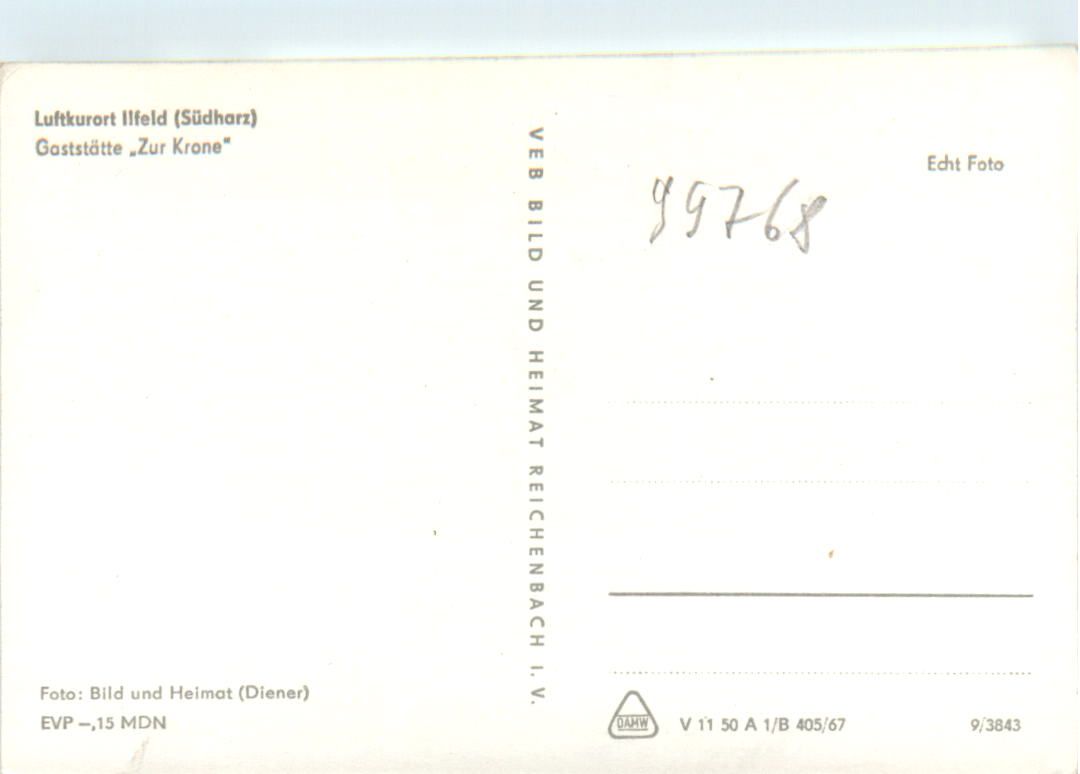 Luftkurort Ilfeld (Südharz)
Gaststätte „Zur Krone"
VEB BILD UND HEIMAT REICHENBACH I. V.
Echt Foto
99768
Foto: Bild und Heimat (Diener)
EVP –,15 MDN
DAMW
V 11 50 A 1/B 405/67
9/3843